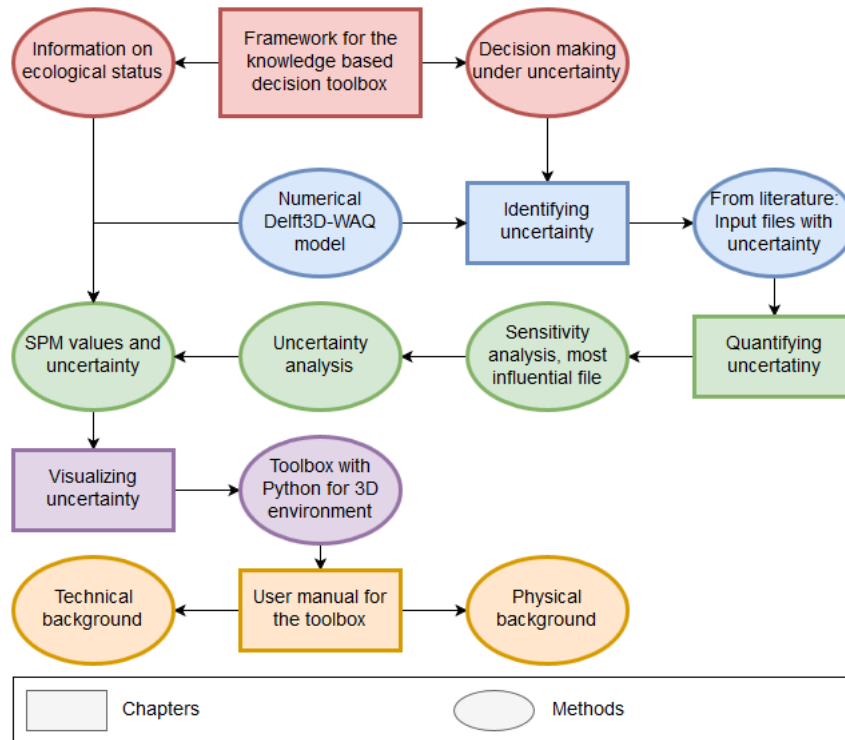 Information on
ecological status
Framework for the
knowledge based
decision toolbox
Decision making
under uncertainty
Numerical
Delft3D-WAQ
model
Identifying
uncertainty
From literature:
Input files with
uncertainty
SPM values and
uncertainty
Uncertainty
analysis
Sensitivity
analysis, most
influential file
Quantifying
uncertatiny
Visualizing
uncertainty
Toolbox with
Python for 3D
environment
Technical
background
User manual for
the toolbox
Physical
background
Chapters
Methods